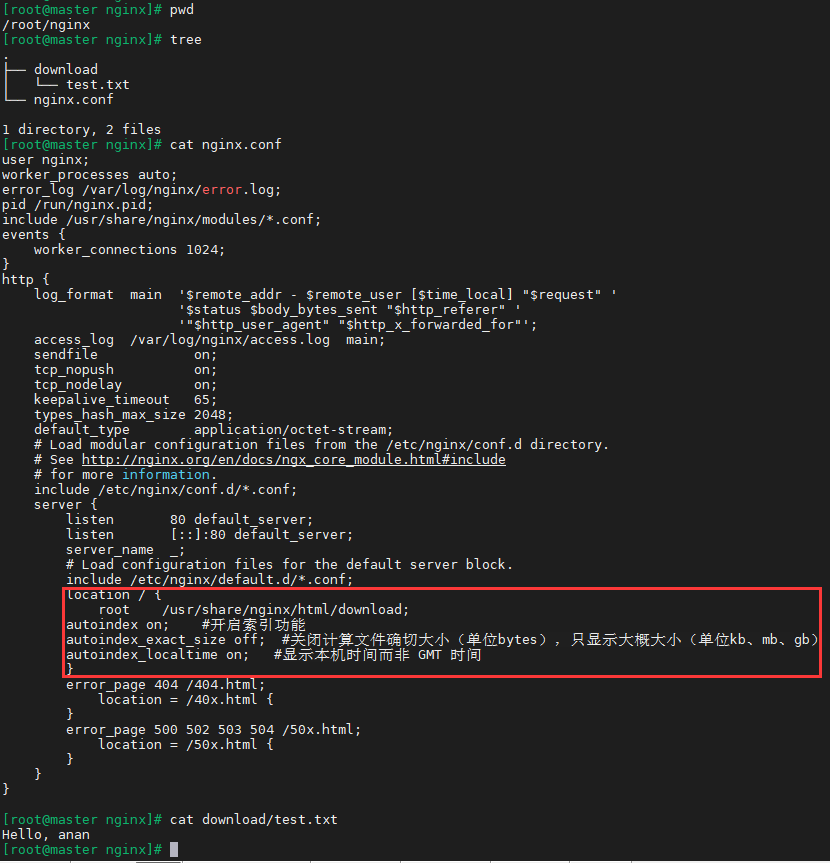 [root@master nginx]# pwd
/root/nginx
[root@master nginx]# tree
.
├── download
│   └── test.txt
└── nginx.conf

1 directory, 2 files
[root@master nginx]# cat nginx.conf
user nginx;
worker_processes auto;
error_log /var/log/nginx/error.log;
pid /run/nginx.pid;
include /usr/share/nginx/modules/*.conf;
events {
    worker_connections 1024;
}
http {
    log_format  main  '$remote_addr - $remote_user [$time_local] "$request" '
                      '$status $body_bytes_sent "$http_referer" '
                      '"$http_user_agent" "$http_x_forwarded_for"';
    access_log  /var/log/nginx/access.log  main;
    sendfile            on;
    tcp_nopush          on;
    tcp_nodelay         on;
    keepalive_timeout   65;
    types_hash_max_size 2048;
    default_type        application/octet-stream;
    # Load modular configuration files from the /etc/nginx/conf.d directory.
    # See http://nginx.org/en/docs/ngx_core_module.html#include
    # for more information.
    include /etc/nginx/conf.d/*.conf;
    server {
        listen       80 default_server;
        listen       [::]:80 default_server;
        server_name  _;
        # Load configuration files for the default server block.
        include /etc/nginx/default.d/*.conf;
        location / {
            root    /usr/share/nginx/html/download;
        autoindex on;    #开启索引功能
        autoindex_exact_size off;  #关闭计算文件确切大小（单位bytes），只显示大概大小（单位kb、mb、gb）
        autoindex_localtime on;   #显示本机时间而非 GMT 时间
        }
        error_page 404 /404.html;
            location = /40x.html {
        }
        error_page 500 502 503 504 /50x.html;
            location = /50x.html {
        }
    }
}

[root@master nginx]# cat download/test.txt
Hello, anan
[root@master nginx]#